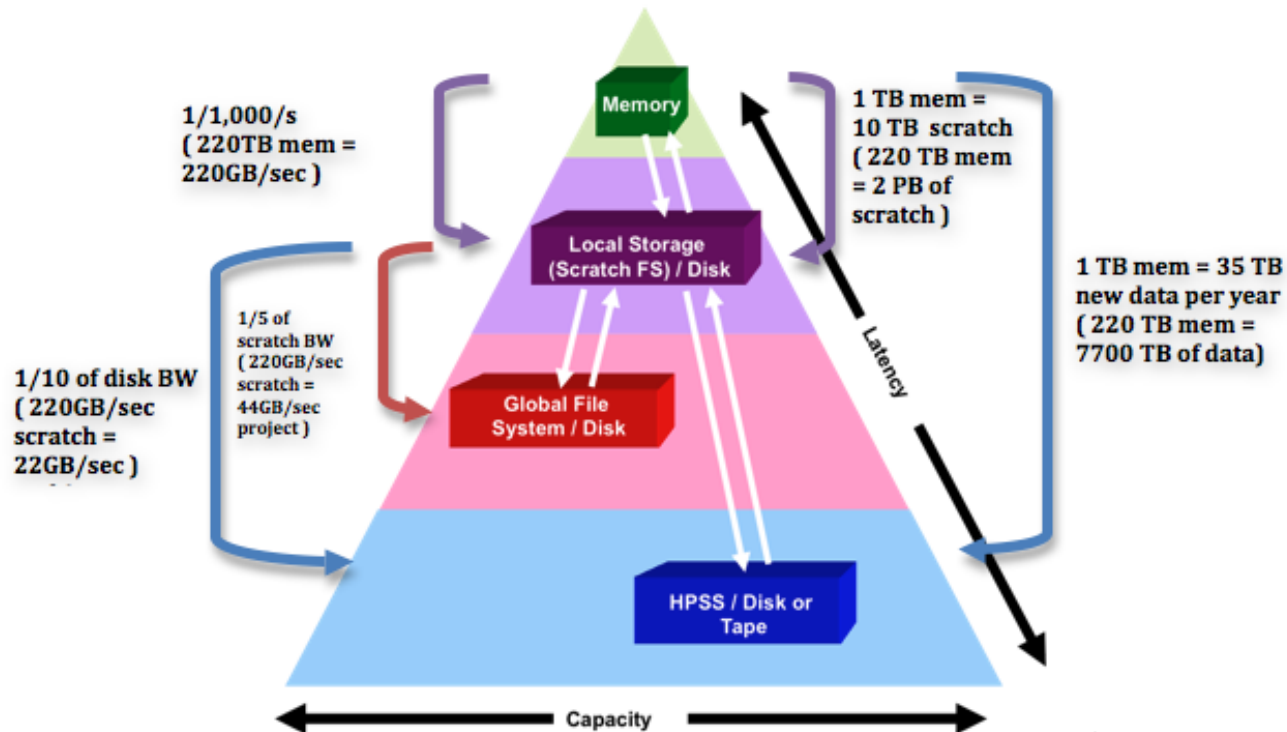 Memory
1/1,000/s
( 220TB mem =
220GB/sec )
1 TB mem =
10 TB scratch
( 220 TB mem
= 2 PB of
scratch )
Local Storage
(Scratch FS) / Disk
1 TB mem = 35 TB
new data per year
( 220 TB mem =
7700 TB of data)
Latency
1/5 of
scratch BW
( 220GB/sec
scratch =
44GB/sec
project )
1/10 of disk BW
( 220GB/sec
scratch =
22GB/sec )
Global File
System / Disk
HPSS / Disk or
Tape
Capacity